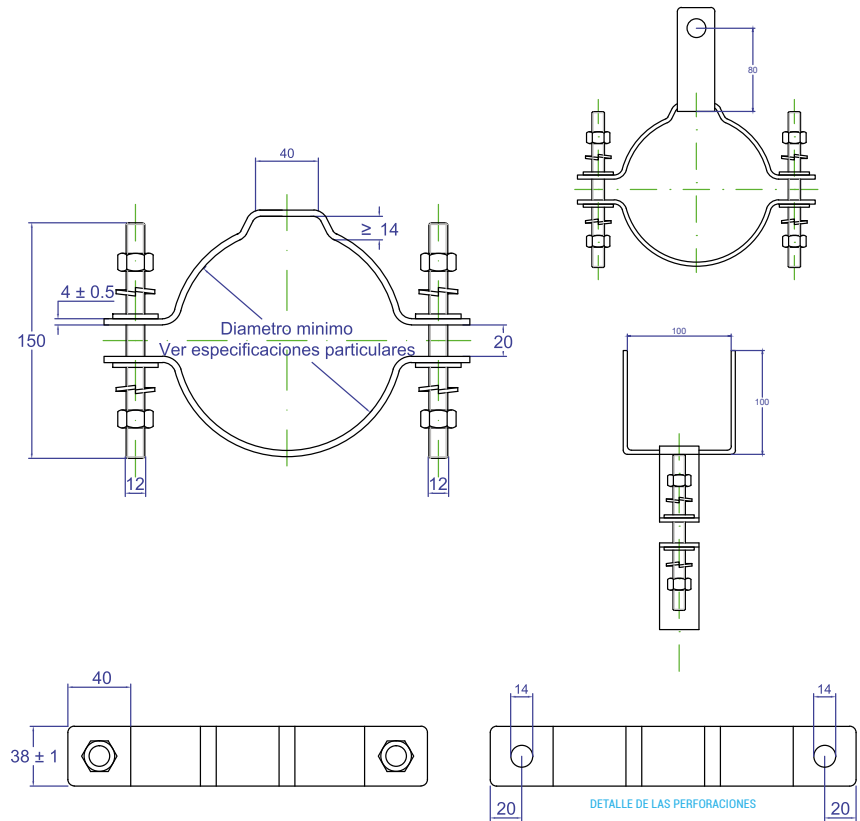 80
40
≥ 14
4 ± 0.5
150
Diametro minimo
Ver especificaciones particulares
20
12
12
100
100
40
38 ± 1
14
14
20
20
DETALLE DE LAS PERFORACIONES